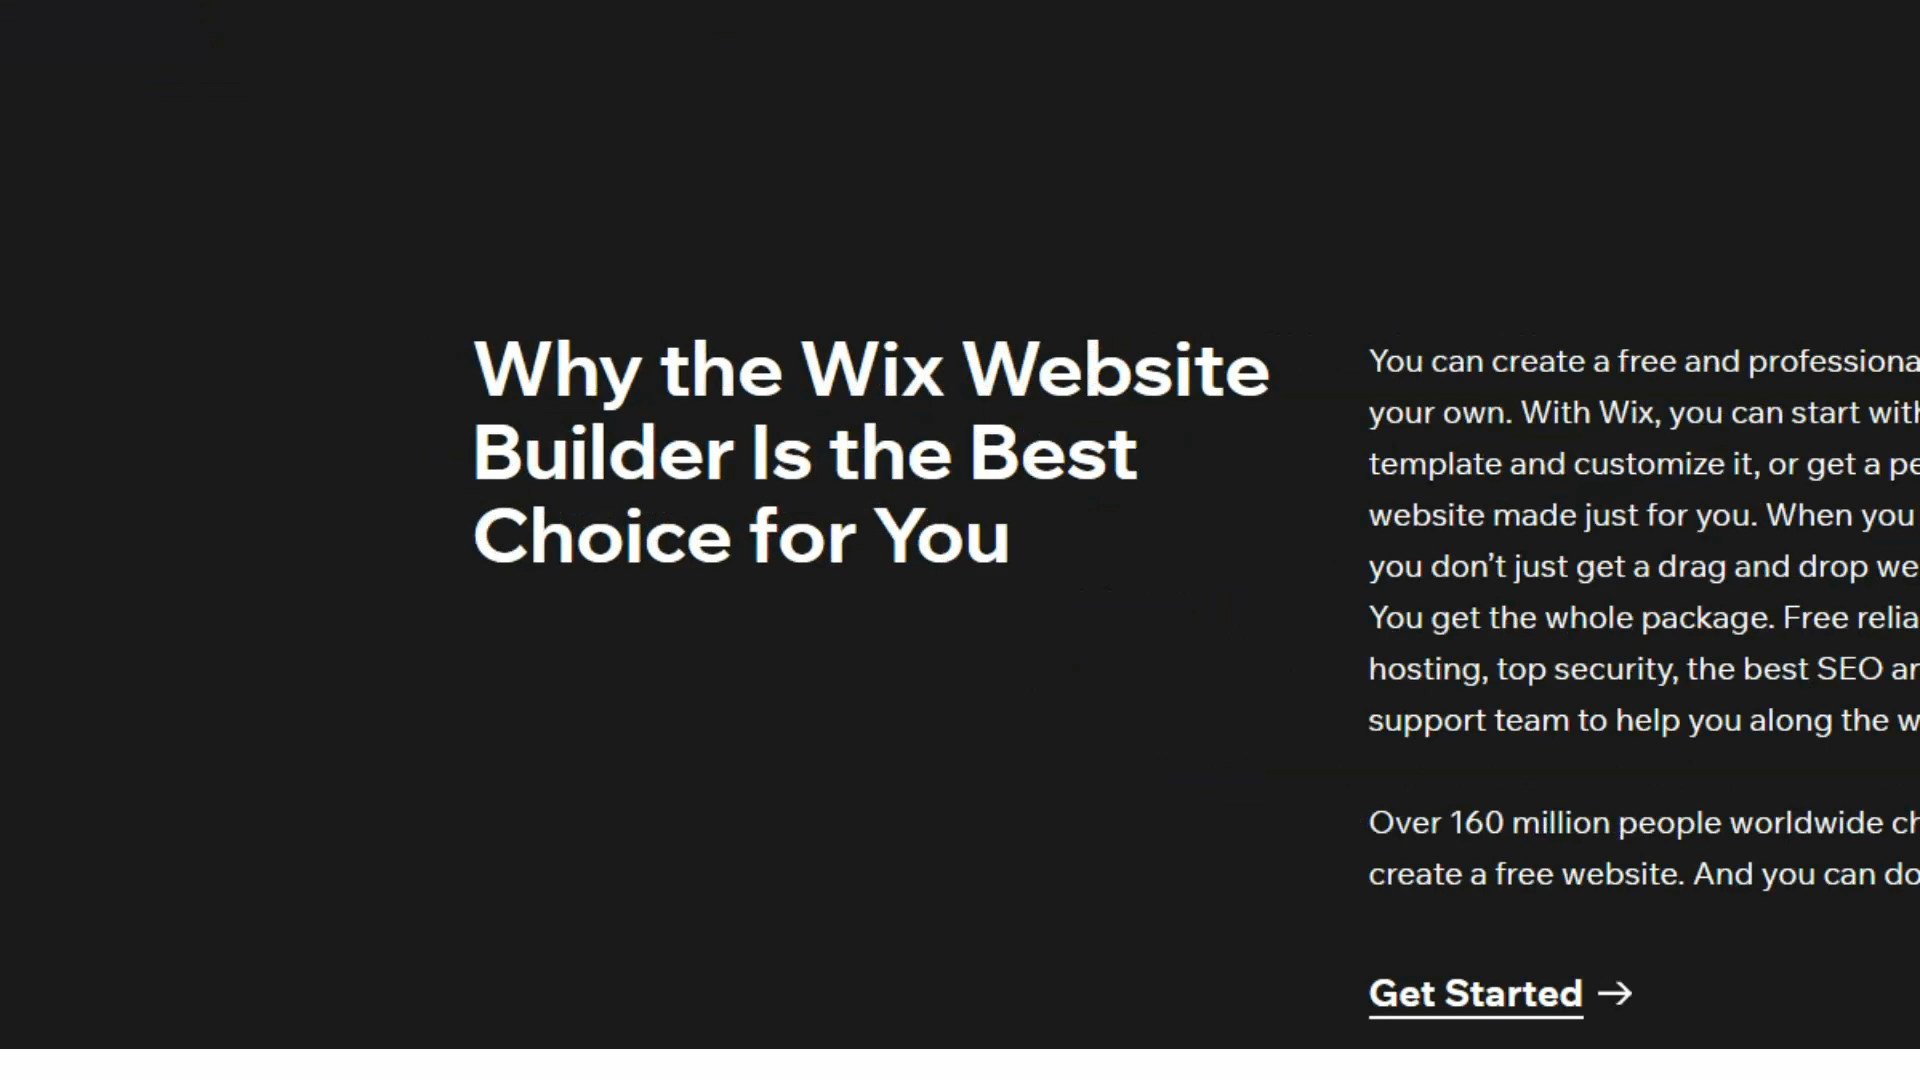 Why the Wix Website
Builder Is the Best
Choice for You
You can create a free and professiona
your own. With Wix, you can start with
template and customize it, or get a pe
website made just for you. When you
you don’t just get a drag and drop we
You get the whole package. Free relia
hosting, top security, the best SEO an
support team to help you along the w
Over 160 million people worldwide ch
create a free website. And you can do
Get Started →